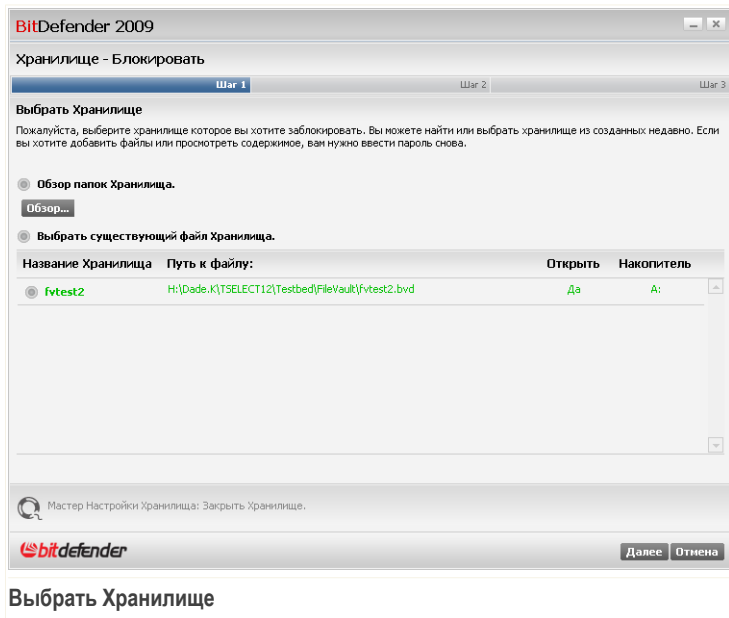 BitDefender 2009
Хранилище - Блокировать
Шаг 1
Шаг 2
Шаг 3
Выбрать Хранилище
Пожалуйста, выберите хранилище которое вы хотите заблокировать. Вы можете найти или выбрать хранилище из созданных недавно. Если
вы хотите добавить файлы или просмотреть содержимое, вам нужно ввести пароль снова.
Обзор папок Хранилища.
Обзор...
Выбрать существующий файл Хранилища.
Название Хранилища Путь к файлу: Открыть Накопитель
fvtest2 H:\Dade.K\TSELECT12\Testbed\FileVault\fvtest2.bvd Да A:
Мастер Настройки Хранилища: Закрыть Хранилище.
bitdefender
Далее Отмена
Выбрать Хранилище